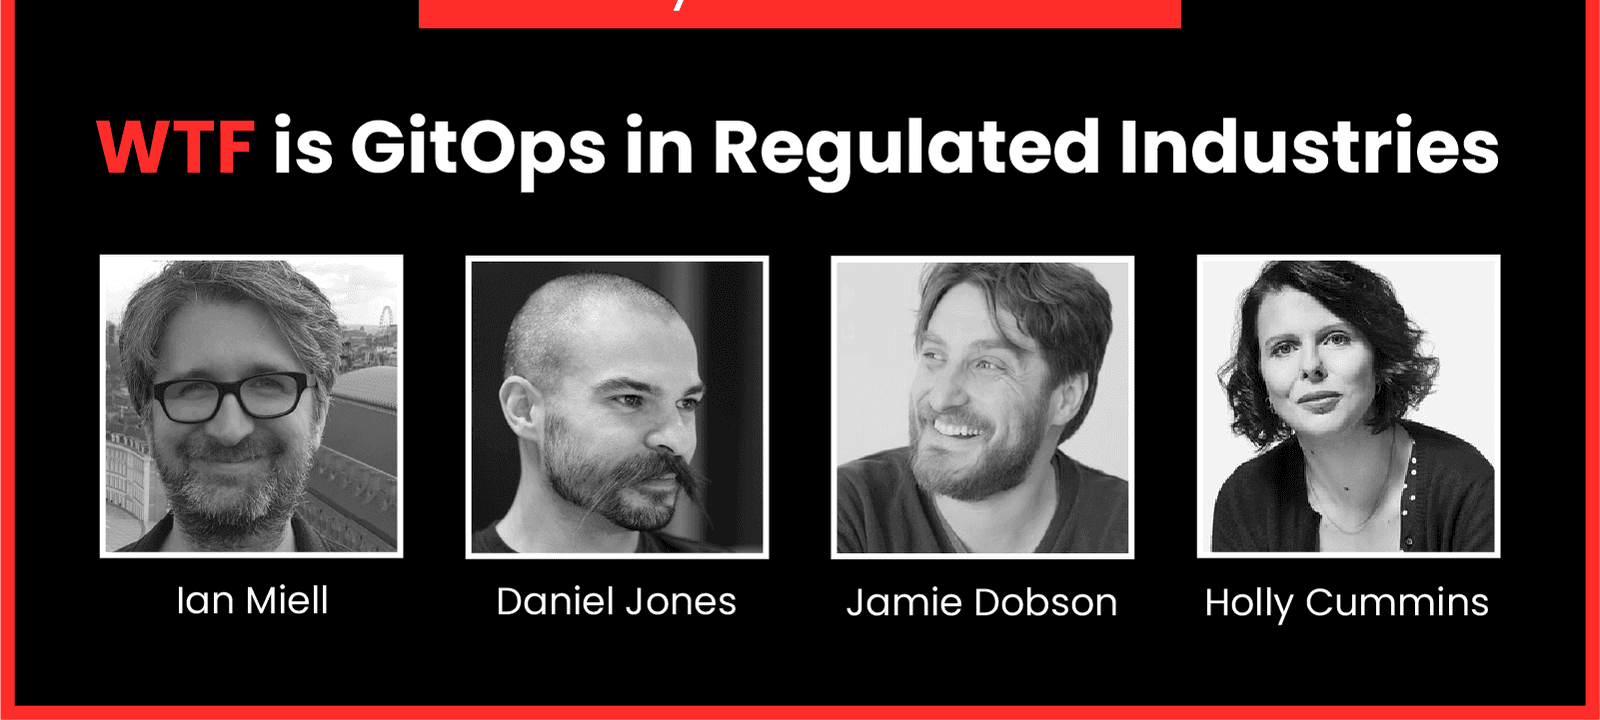 WTF is GitOps in Regulated Industries
Ian Miell
Daniel Jones
Jamie Dobson
Holly Cummins